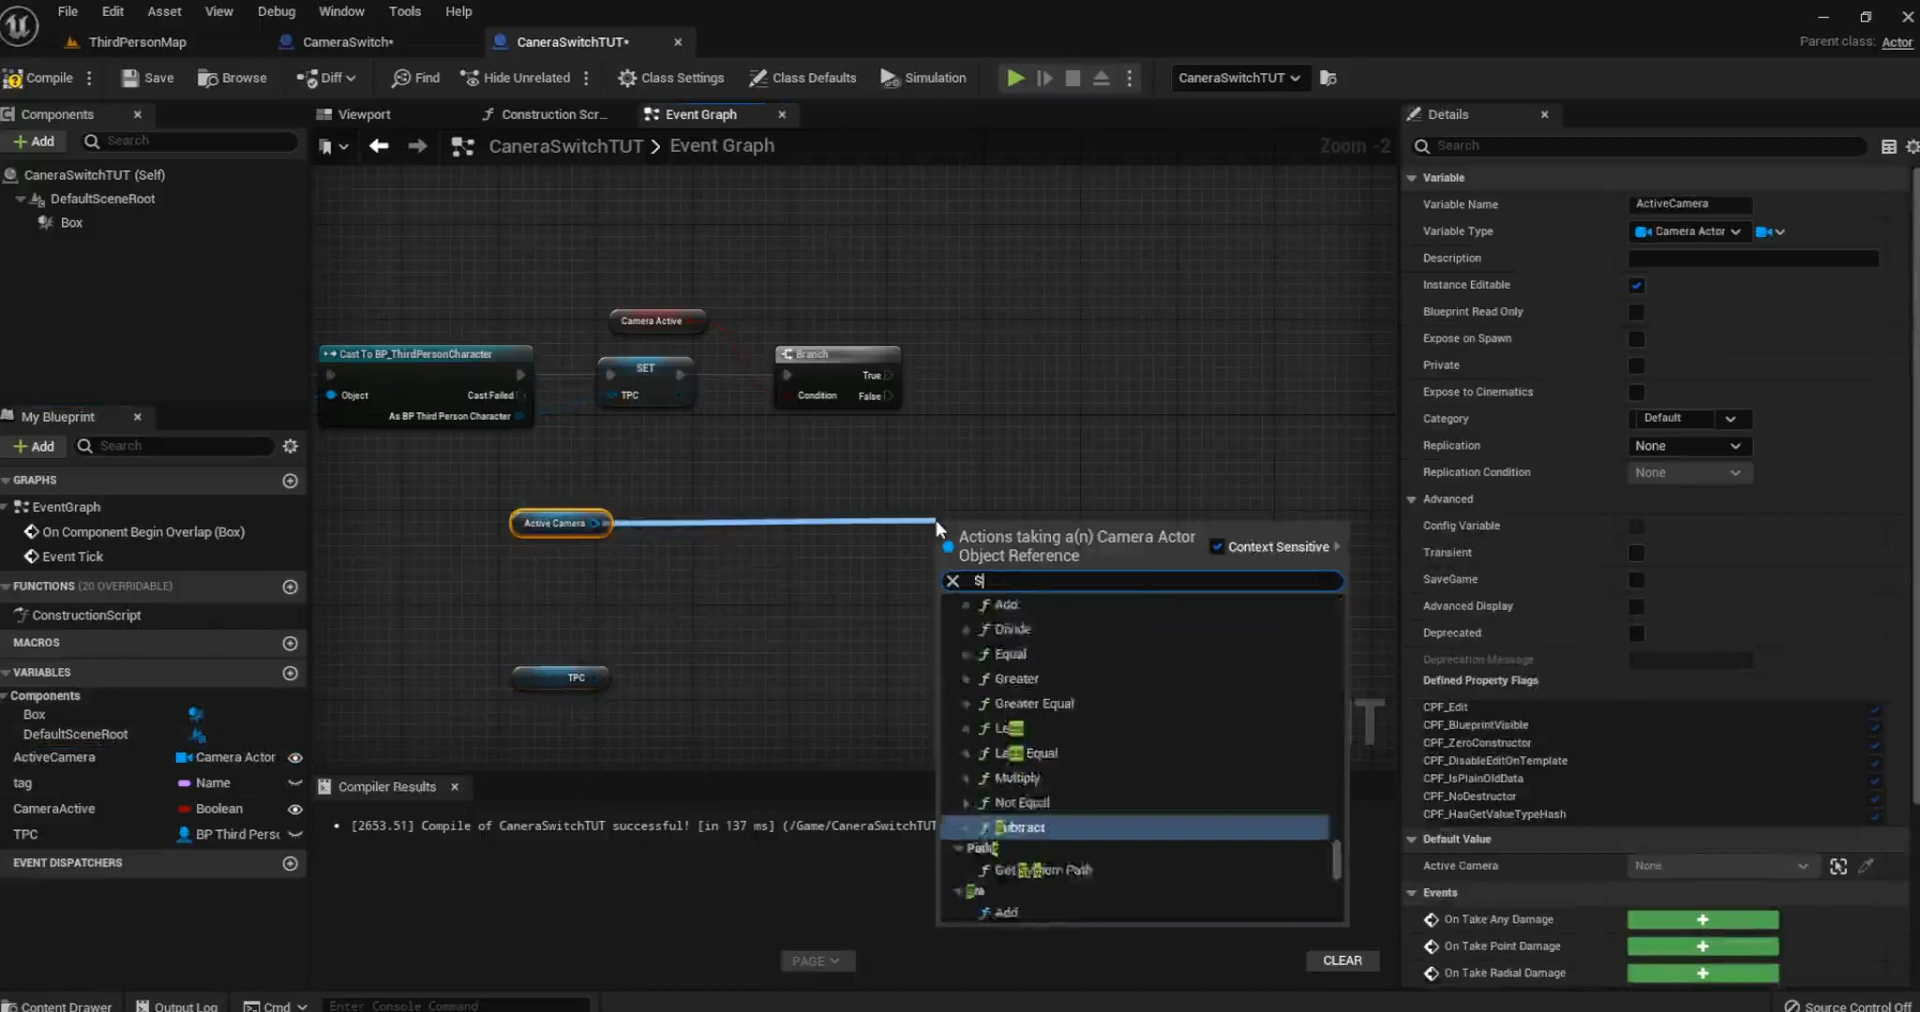 File Edit Asset View Debug Window Tools Help
ThirdPersonMap
CameraSwitch*
CaneraSwitchTUT*
Parent class: Actor
Compile
Save
Browse
Diff
Find
Hide Unrelated
Class Settings
Class Defaults
Simulation
CaneraSwitchTUT
Components
Add
Search
CaneraSwitchTUT (Self)
DefaultSceneRoot
Box
My Blueprint
Add
Search
GRAPHS
EventGraph
On Component Begin Overlap (Box)
Event Tick
FUNCTIONS (20 OVERRIDABLE)
ConstructionScript
MACROS
VARIABLES
Components
Box
DefaultSceneRoot
ActiveCamera Camera Actor
tag Name
CameraActive Boolean
TPC BP Third Perso
EVENT DISPATCHERS
Viewport
Construction Scr...
Event Graph
CaneraSwitchTUT > Event Graph
Zoom -2
Camera Active
Cast To BP_ThirdPersonCharacter
Object
Cast Failed
As BP Third Person Character
SET
TPC
Branch
True
Condition
False
Active Camera
TPC
Actions taking a(n) Camera Actor
Object Reference
Context Sensitive
S
Add
Divide
Equal
Greater
Greater Equal
Less
Less Equal
Multiply
Not Equal
Subtract
Paths
Get System Path
Add
T
Compiler Results
[2653.51] Compile of CaneraSwitchTUT successful! [in 137 ms] (/Game/CaneraSwitchTUT
PAGE
CLEAR
Details
Search
Variable
Variable Name ActiveCamera
Variable Type Camera Actor
Description
Instance Editable
Blueprint Read Only
Expose on Spawn
Private
Expose to Cinematics
Category Default
Replication None
Replication Condition None
Advanced
Config Variable
Transient
SaveGame
Advanced Display
Deprecated
Deprecation Message
Defined Property Flags
CPF_Edit
CPF_BlueprintVisible
CPF_ZeroConstructor
CPF_DisableEditOnTemplate
CPF_IsPlainOldData
CPF_NoDestructor
CPF_HasGetValueTypeHash
Default Value
Active Camera None
Events
On Take Any Damage
On Take Point Damage
On Take Radial Damage
Content Drawer
Output Log
Cmd
Enter Console Command
Source Control Off